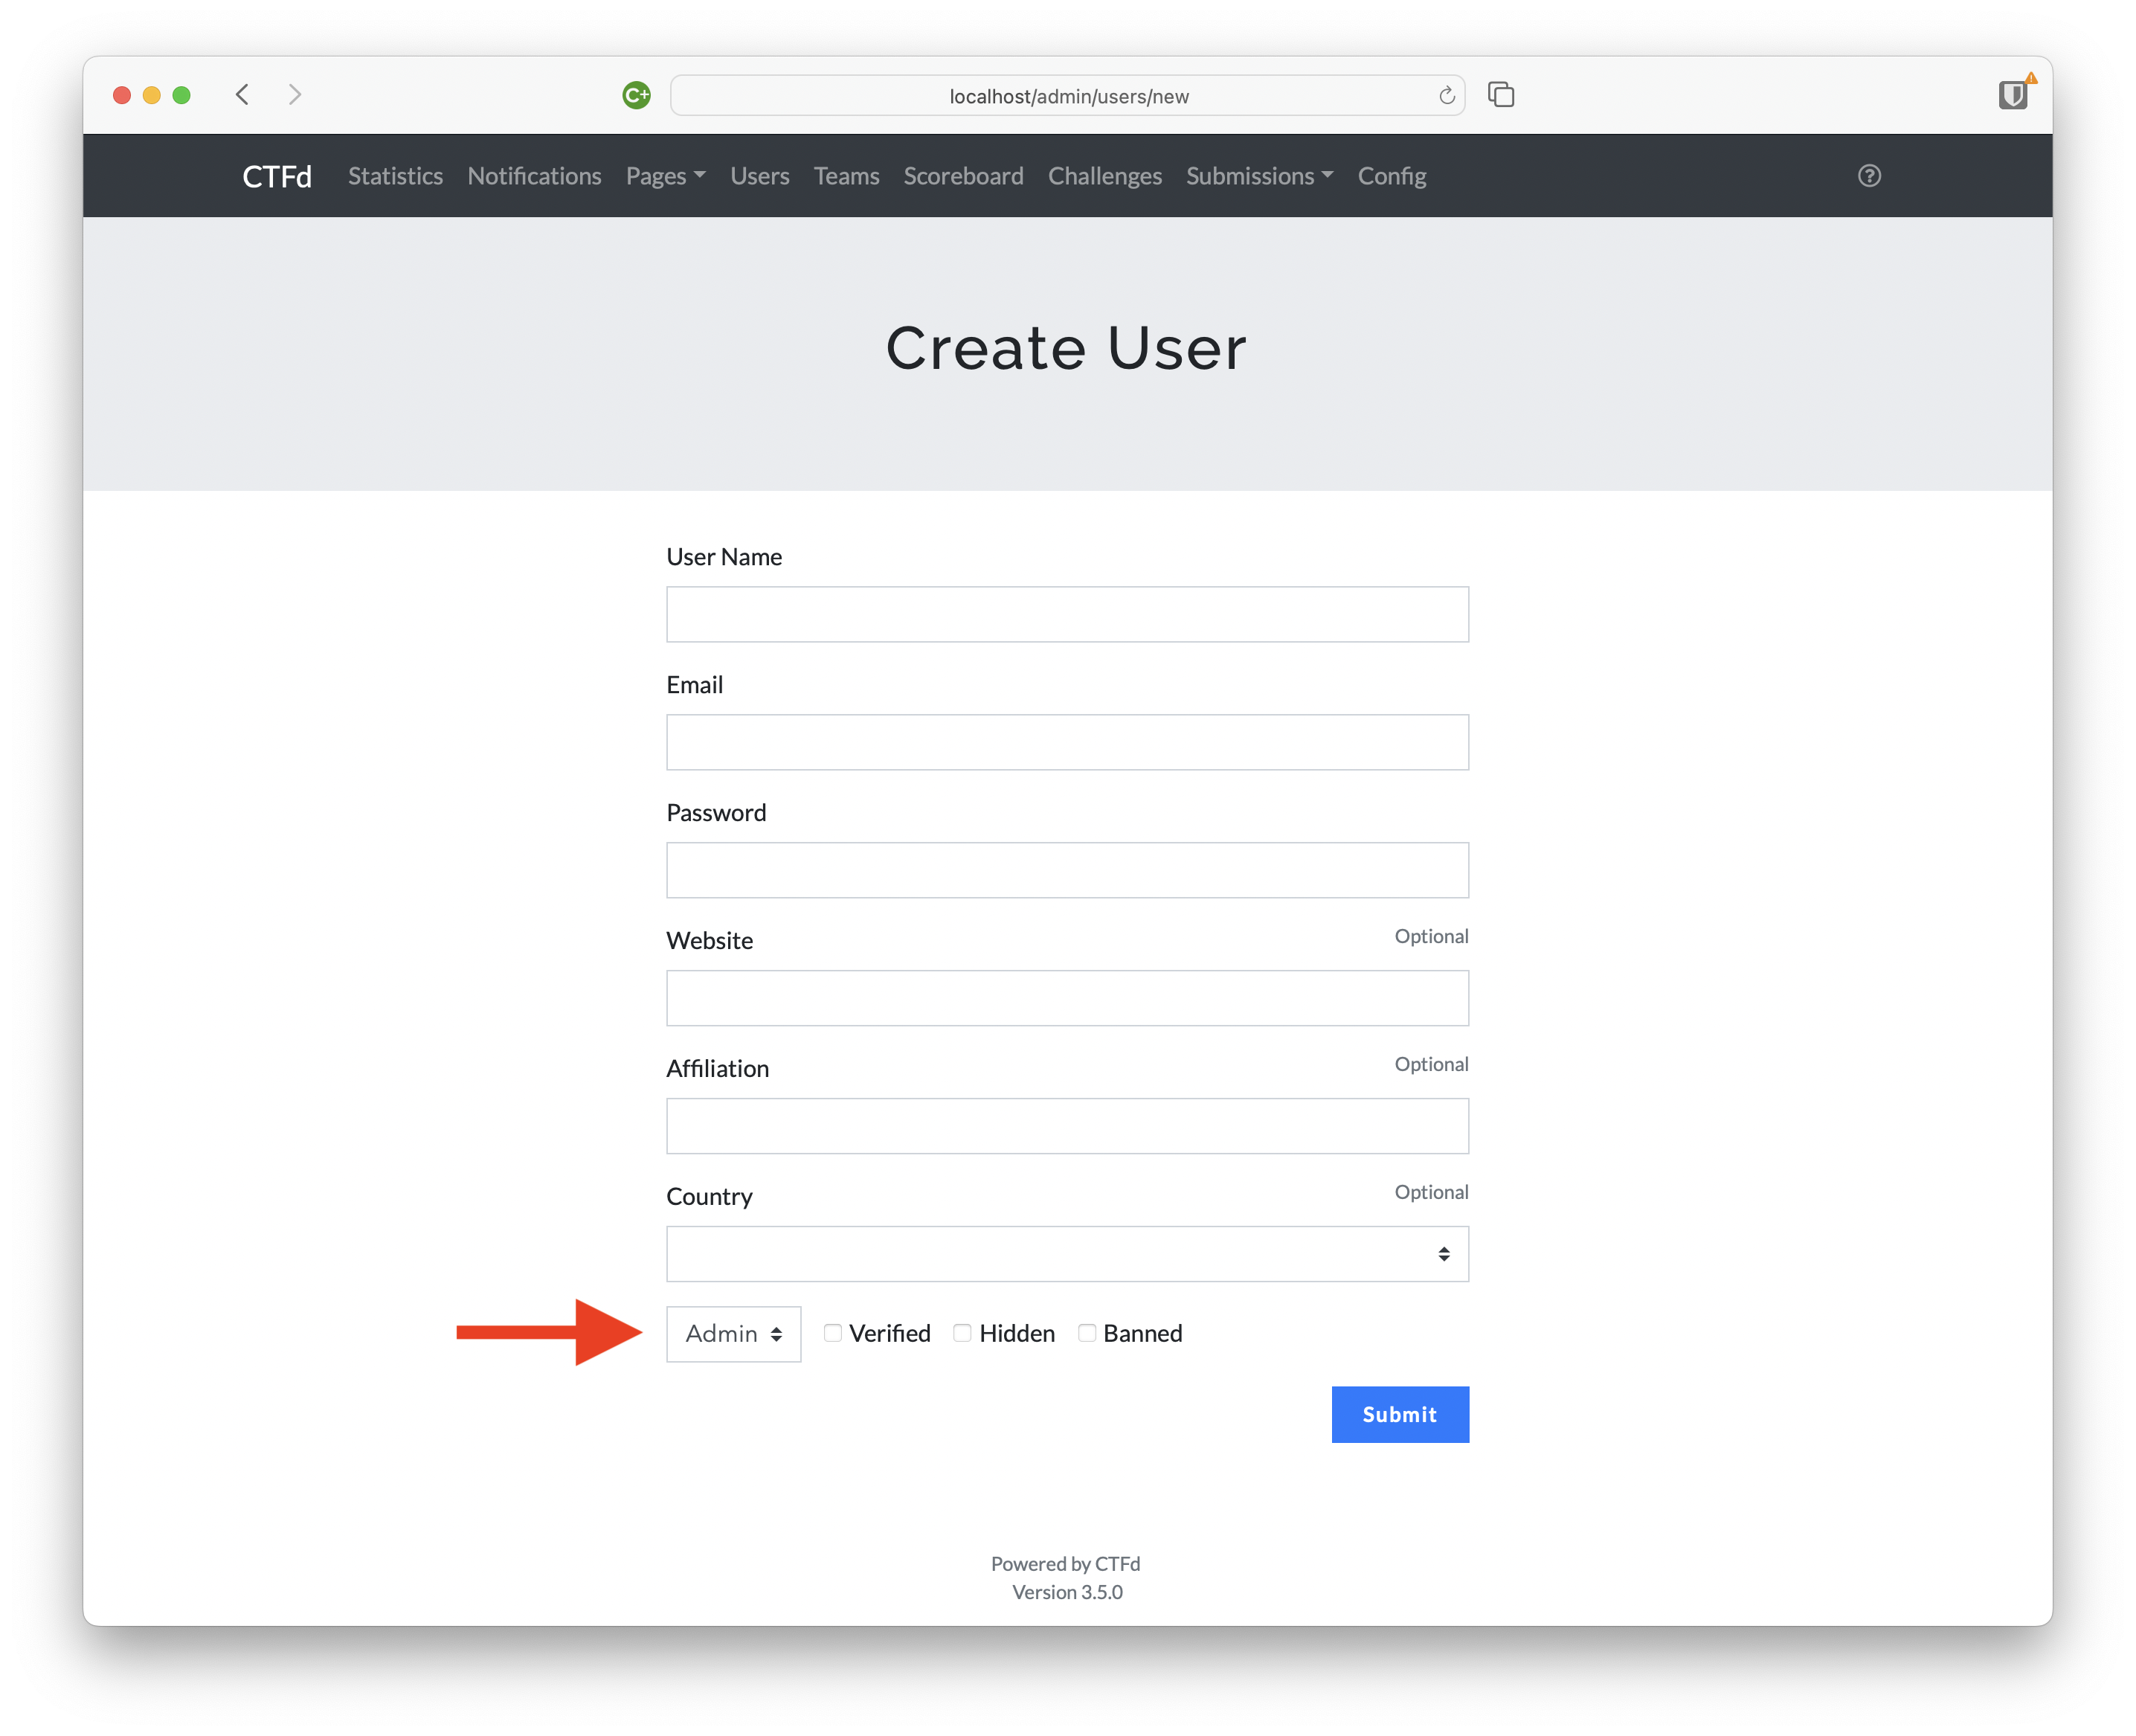 C+ localhost/admin/users/new
CTFd Statistics Notifications Pages Users Teams Scoreboard Challenges Submissions Config
Create User
User Name
Email
Password
Website Optional
Affiliation Optional
Country Optional
Admin Verified Hidden Banned
Submit
Powered by CTFd
Version 3.5.0